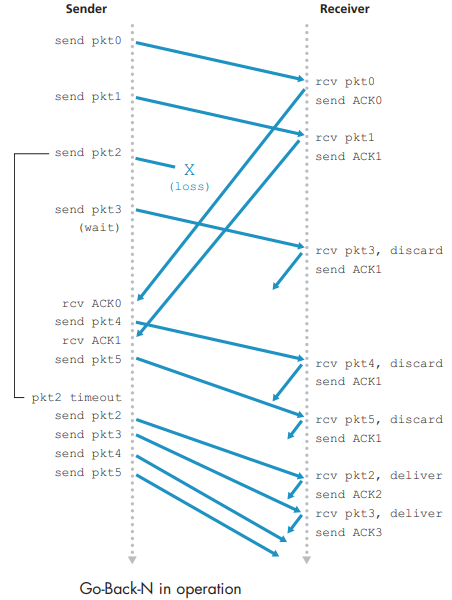 Sender
Receiver
send pkt0
rcv pkt0
send ACK0
send pkt1
rcv pkt1
send ACK1
send pkt2
X
(loss)
send pkt3
(wait)
rcv pkt3, discard
send ACK1
rcv ACK0
send pkt4
rcv ACK1
send pkt5
rcv pkt4, discard
send ACK1
pkt2 timeout
send pkt2
send pkt3
send pkt4
send pkt5
rcv pkt5, discard
send ACK1
rcv pkt2, deliver
send ACK2
rcv pkt3, deliver
send ACK3
Go-Back-N in operation